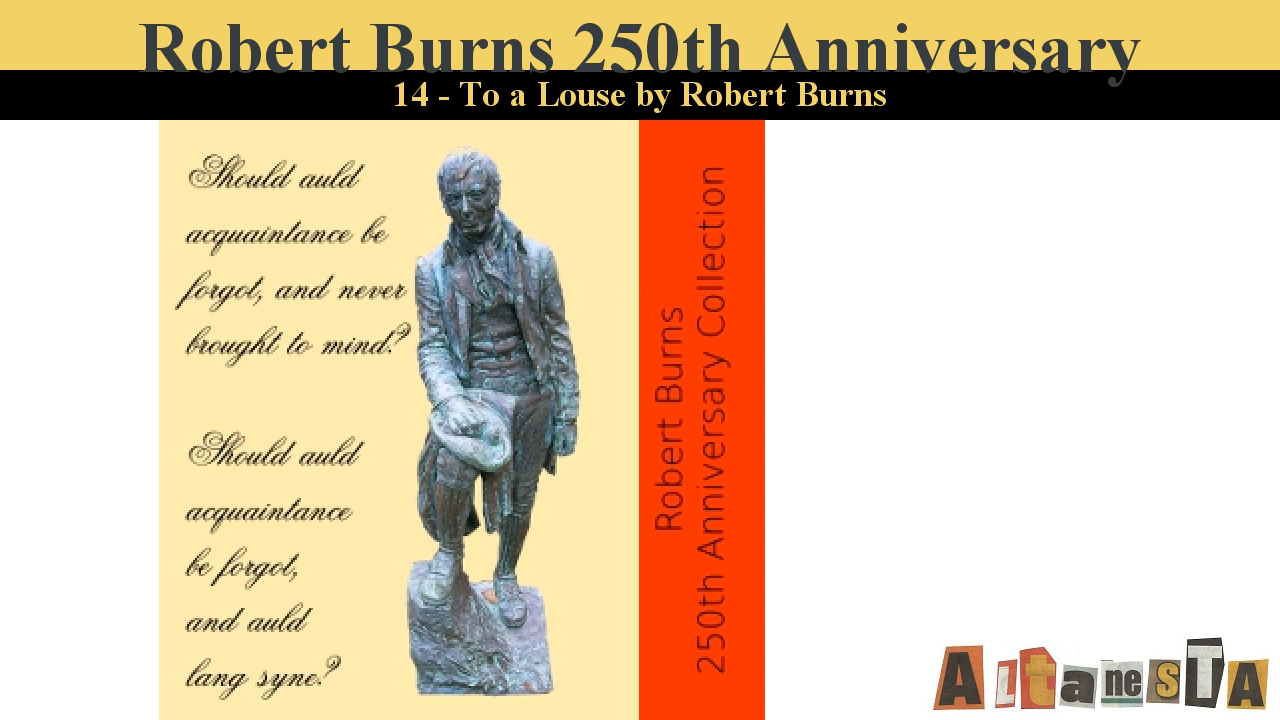 Robert Burns 250th Anniversary
14 - To a Louse by Robert Burns
Should auld
acquaintance be
forgot, and never
brought to mind?
Should auld
acquaintance
be forgot,
and auld
lang syne?
Robert Burns
250th Anniversary Collection
AltanesTA